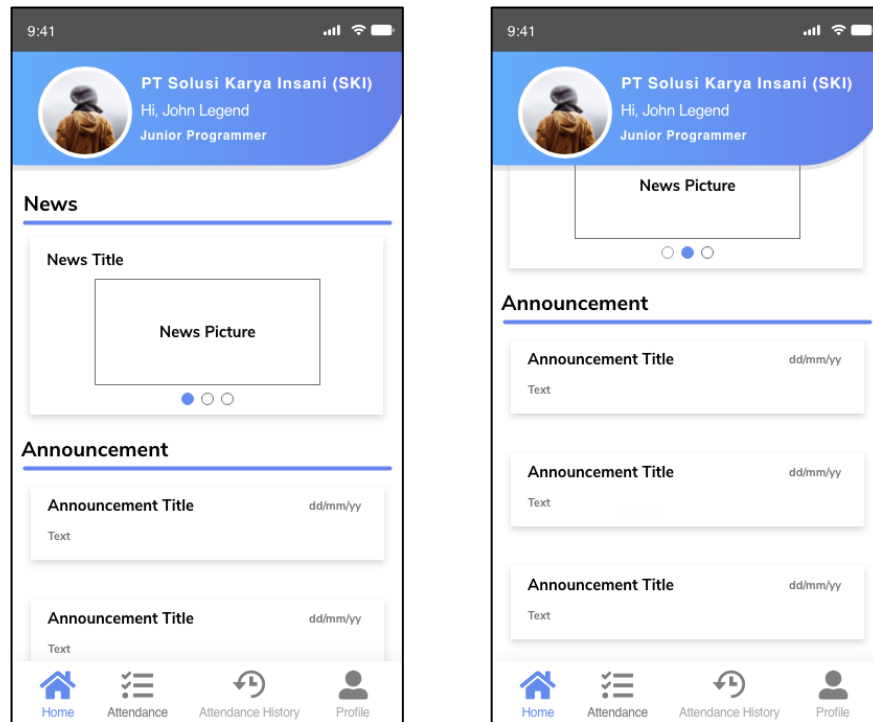 9:41
PT Solusi Karya Insani (SKI)
Hi, John Legend
Junior Programmer
News
News Title
News Picture
Announcement
Announcement Title dd/mm/yy
Text
Announcement Title dd/mm/yy
Text
Home Attendance Attendance History Profile
9:41
PT Solusi Karya Insani (SKI)
Hi, John Legend
Junior Programmer
News Picture
Announcement
Announcement Title dd/mm/yy
Text
Announcement Title dd/mm/yy
Text
Announcement Title dd/mm/yy
Text
Home Attendance Attendance History Profile